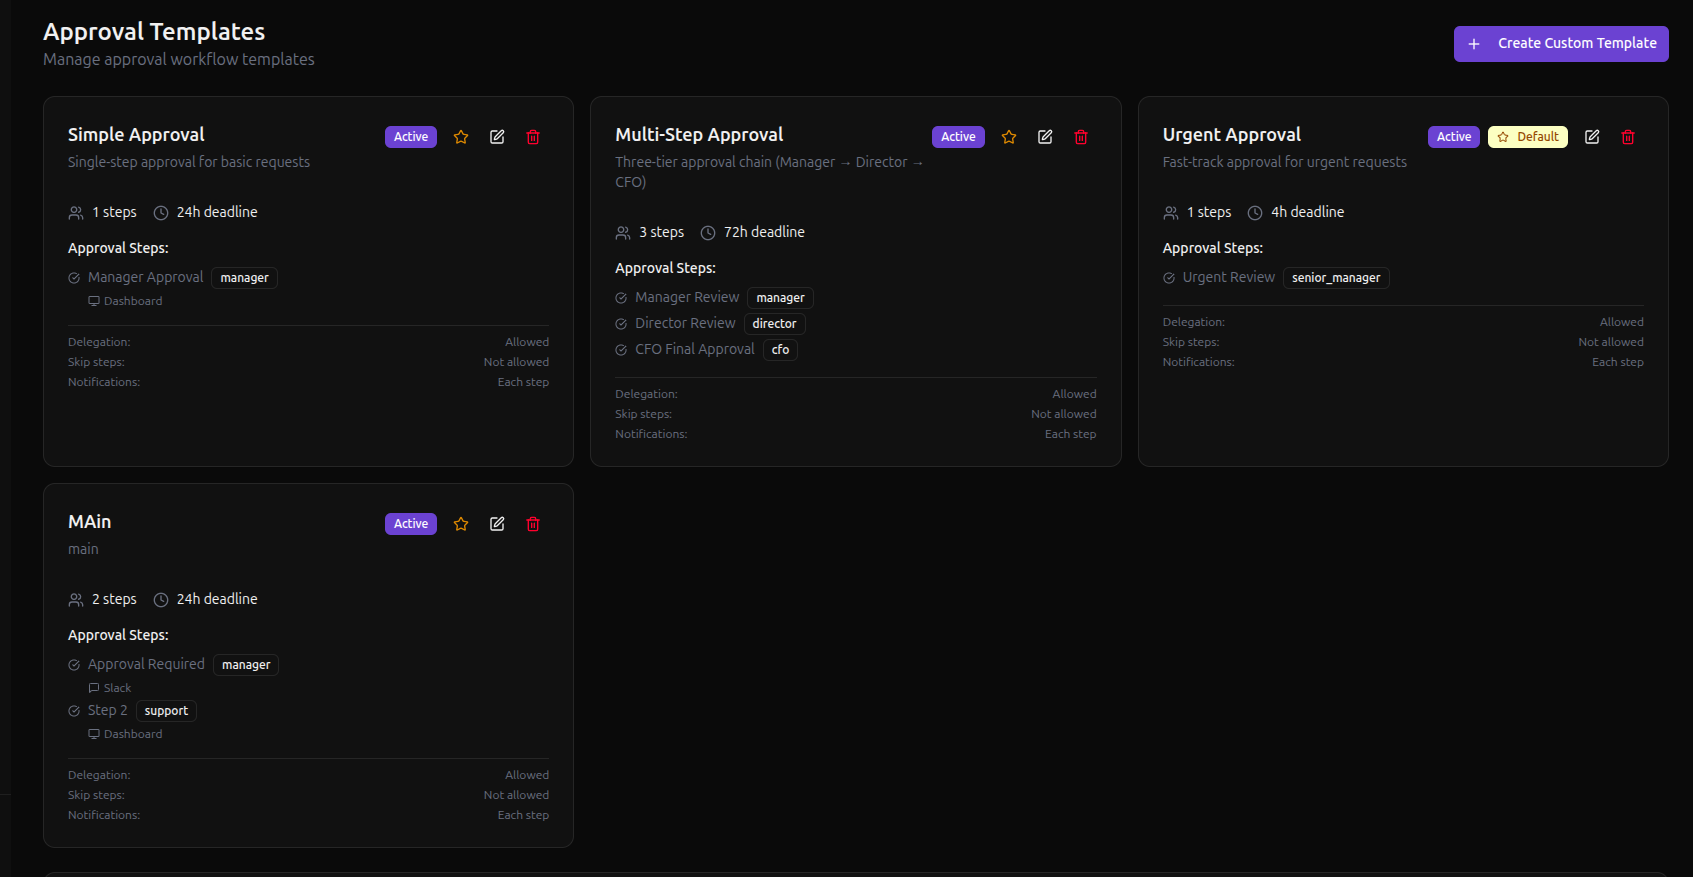 Approval Templates
Manage approval workflow templates
Create Custom Template
Simple Approval
Active
Single-step approval for basic requests
1 steps
24h deadline
Approval Steps:
Manager Approval
manager
Dashboard
Delegation:
Allowed
Skip steps:
Not allowed
Notifications:
Each step
Multi-Step Approval
Active
Three-tier approval chain (Manager → Director →
CFO)
3 steps
72h deadline
Approval Steps:
Manager Review
manager
Director Review
director
CFO Final Approval
cfo
Delegation:
Allowed
Skip steps:
Not allowed
Notifications:
Each step
Urgent Approval
Active
Default
Fast-track approval for urgent requests
1 steps
4h deadline
Approval Steps:
Urgent Review
senior_manager
Delegation:
Allowed
Skip steps:
Not allowed
Notifications:
Each step
MAin
Active
main
2 steps
24h deadline
Approval Steps:
Approval Required
manager
Slack
Step 2
support
Dashboard
Delegation:
Allowed
Skip steps:
Not allowed
Notifications:
Each step